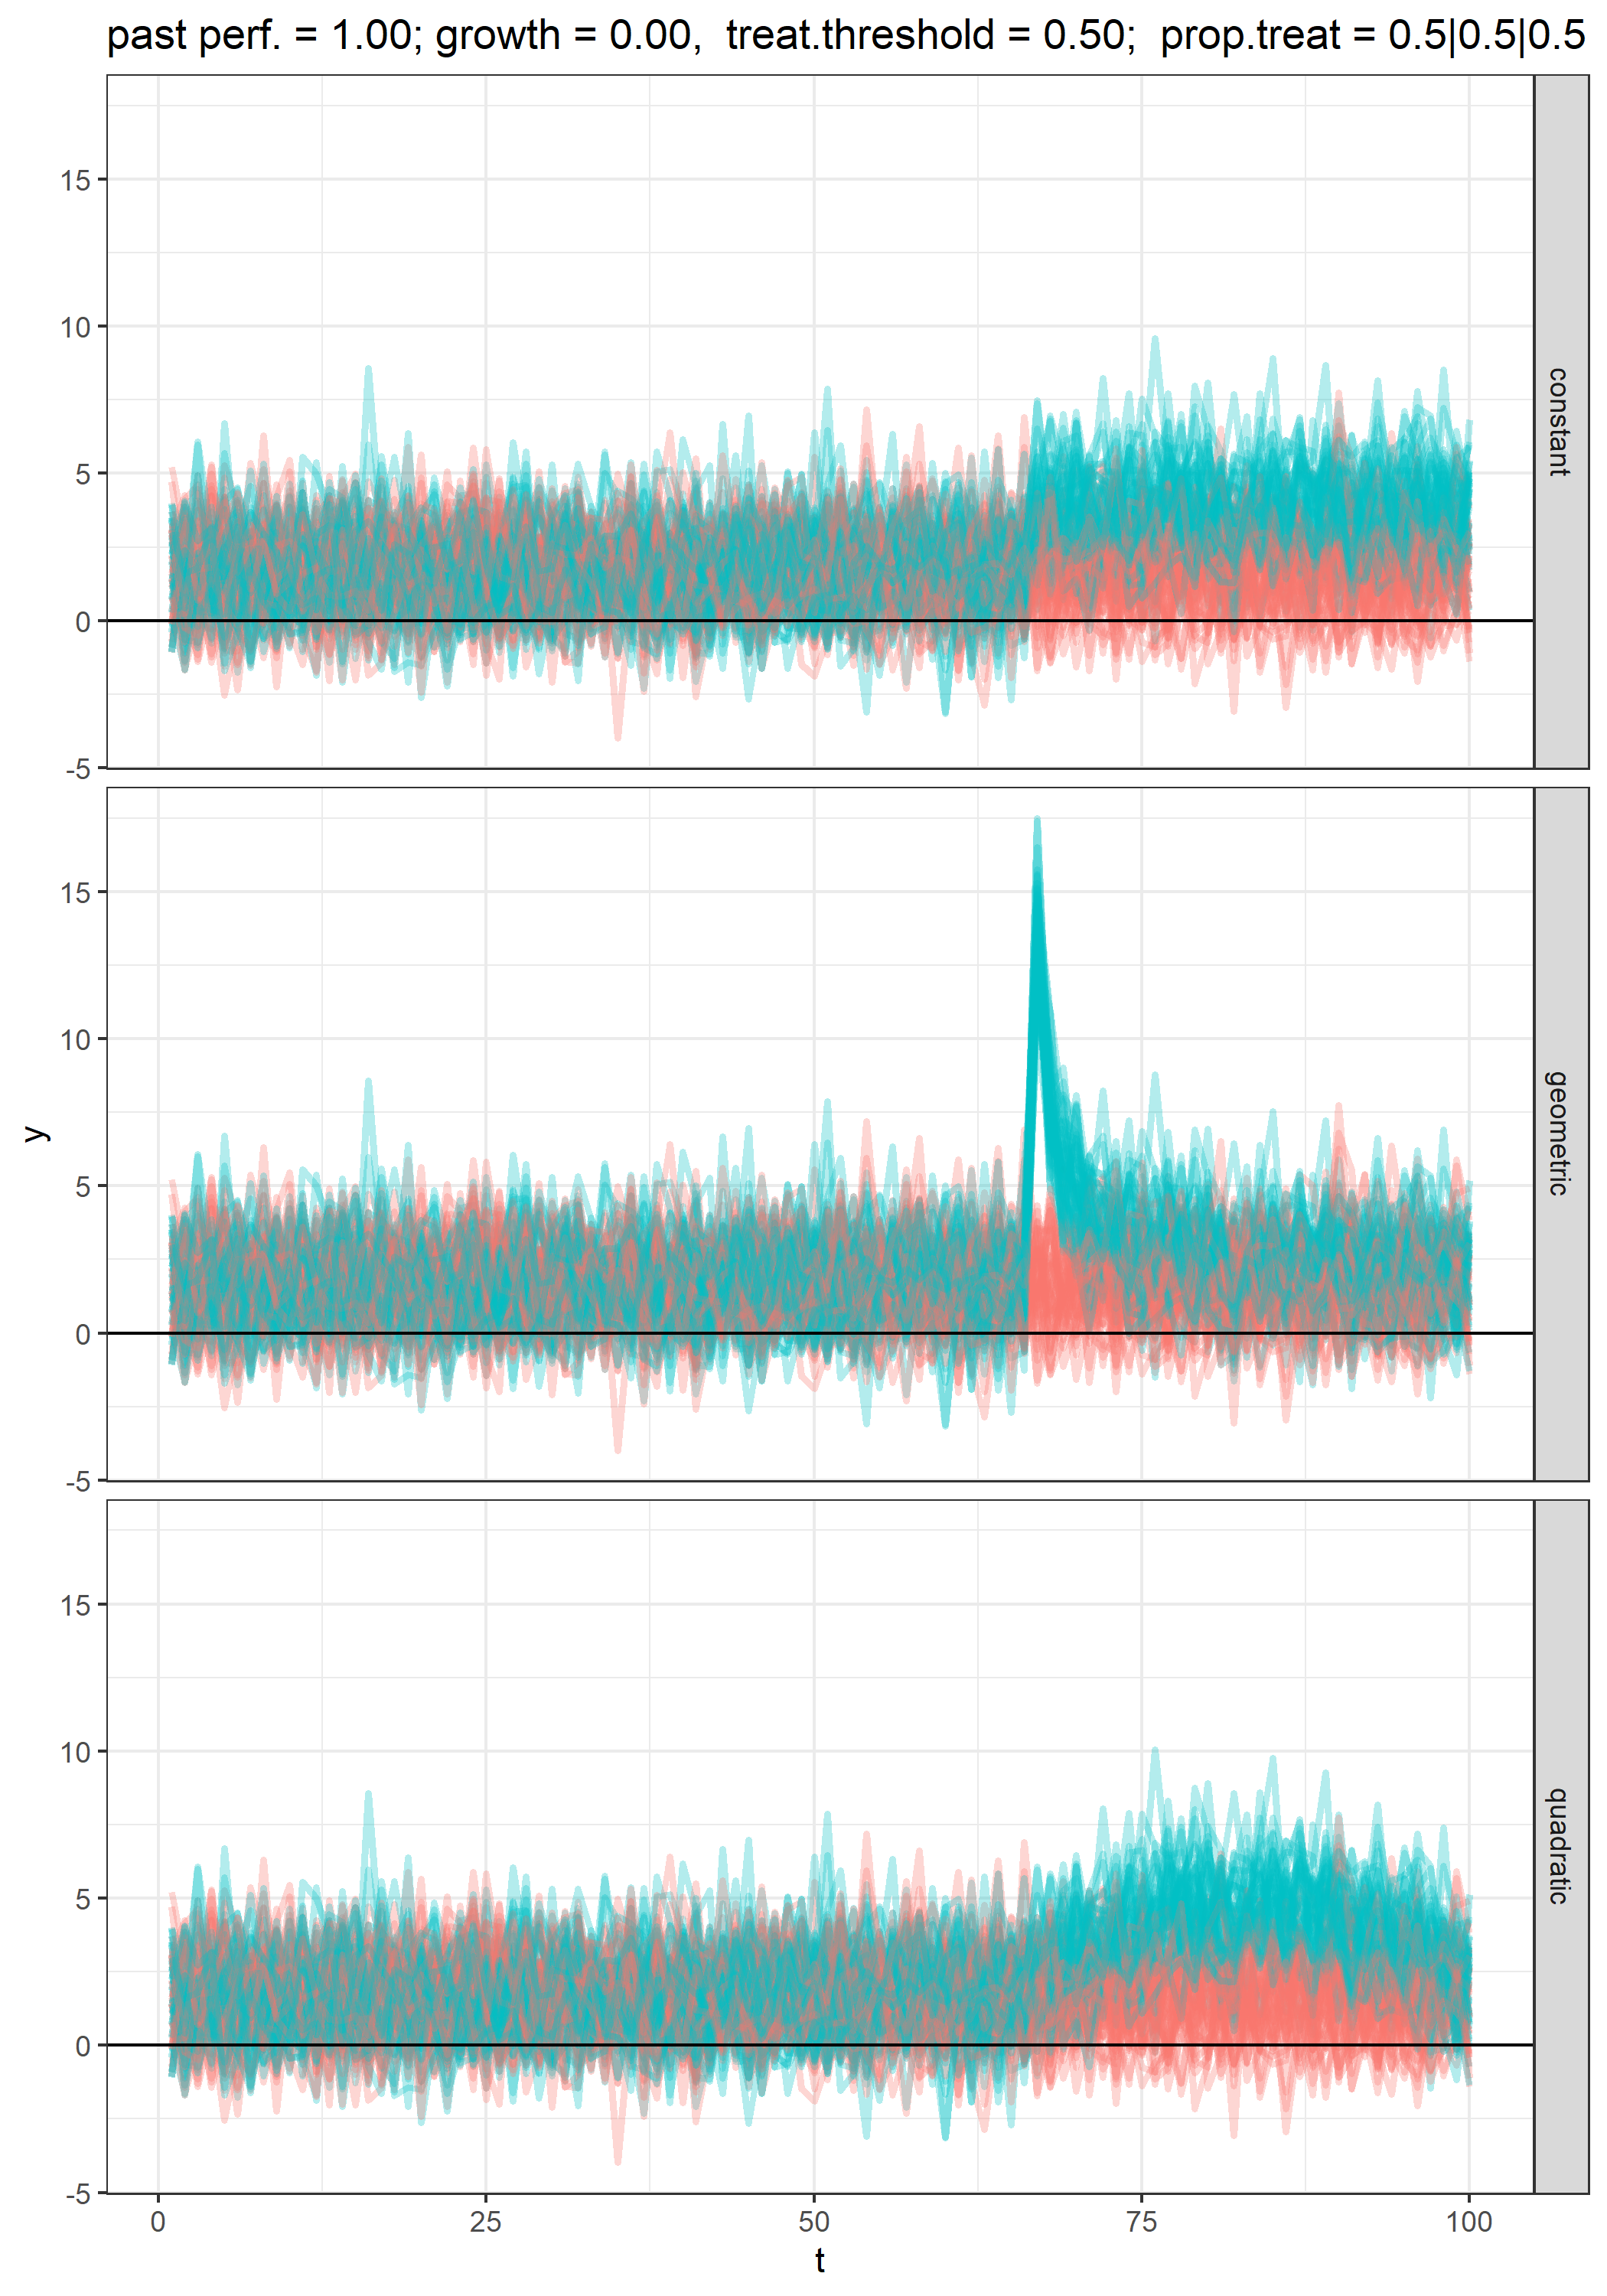 past perf. = 1.00; growth = 0.00,  treat.threshold = 0.50;  prop.treat = 0.5|0.5|0.5
15
10
5
0
-5
constant
15
10
5
0
-5
geometric
y
15
10
5
0
-5
quadratic
0 25 50 75 100
t